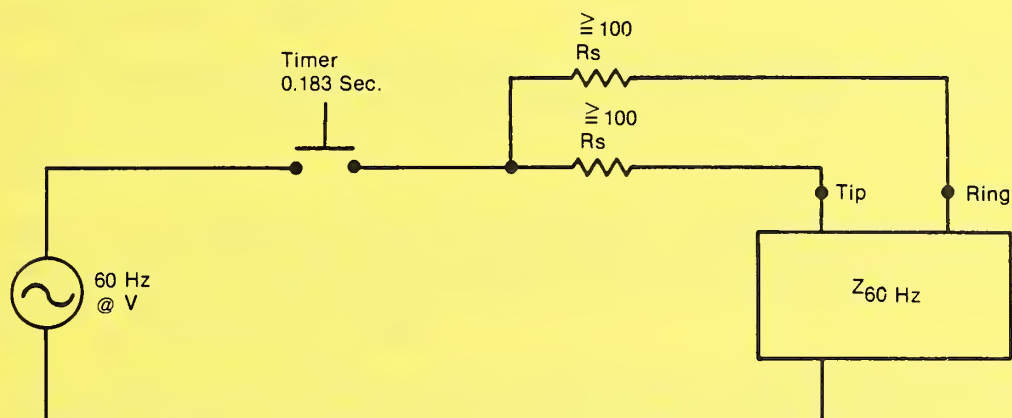 ≧ 100
Rs
Timer
0.183 Sec.
≧ 100
Rs
Tip
Ring
60 Hz
@ V
Z60 Hz